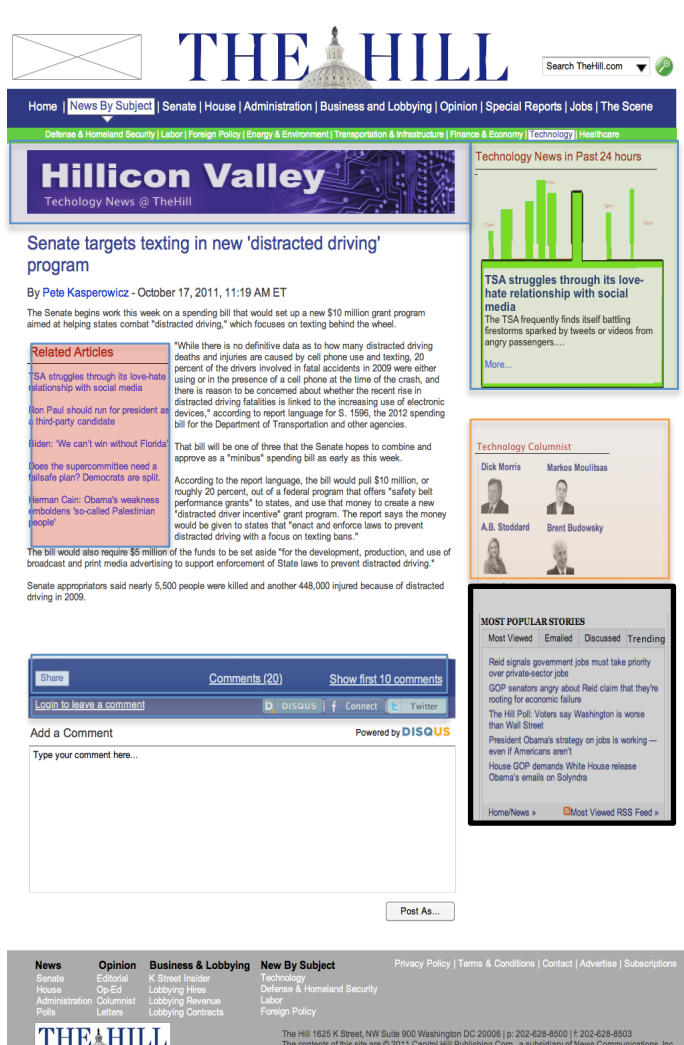 THE HILL
Search TheHill.com
Home | News By Subject | Senate | House | Administration | Business and Lobbying | Opinion | Special Reports | Jobs | The Scene
Defense & Homeland Security | Labor | Foreign Policy | Energy & Environment | Transportation & Infrastructure | Finance & Economy | Technology | Healthcare
Hillicon Valley
Techology News @ TheHill
Senate targets texting in new 'distracted driving'
program
By Pete Kasperowicz - October 17, 2011, 11:19 AM ET
The Senate begins work this week on a spending bill that would set up a new $10 million grant program
aimed at helping states combat "distracted driving," which focuses on texting behind the wheel.
Related Articles
TSA struggles through its love-hate
relationship with social media
Ron Paul should run for president as
a third-party candidate
Biden: 'We can't win without Florida'
Does the supercommittee need a
failsafe plan? Democrats are split.
Herman Cain: Obama's weakness
emboldens 'so-called Palestinian
people'
"While there is no definitive data as to how many distracted driving
deaths and injuries are caused by cell phone use and texting, 20
percent of the drivers involved in fatal accidents in 2009 were either
using or in the presence of a cell phone at the time of the crash, and
there is reason to be concerned about whether the recent rise in
distracted driving fatalities is linked to the increasing use of electronic
devices," according to report language for S. 1596, the 2012 spending
bill for the Department of Transportation and other agencies.
That bill will be one of three that the Senate hopes to combine and
approve as a "minibus" spending bill as early as this week.
According to the report language, the bill would pull $10 million, or
roughly 20 percent, out of a federal program that offers "safety belt
performance grants" to states, and use that money to create a new
"distracted driver incentive" grant program. The report says the money
would be given to states that "enact and enforce laws to prevent
distracted driving with a focus on texting bans."
The bill would also require $5 million of the funds to be set aside "for the development, production, and use of
broadcast and print media advertising to support enforcement of State laws to prevent distracted driving."
Senate appropriators said nearly 5,500 people were killed and another 448,000 injured because of distracted
driving in 2009.
Share
Comments (20)
Show first 10 comments
Login to leave a comment
D DISQUS
f Connect
t Twitter
Add a Comment
Powered by DISQUS
Type your comment here...
Post As...
Technology News in Past 24 hours
TSA struggles through its love-
hate relationship with social
media
The TSA frequently finds itself battling
firestorms sparked by tweets or videos from
angry passengers....
More...
Technology Columnist
Dick Morris
Markos Moulitsas
A.B. Stoddard
Brent Budowsky
MOST POPULAR STORIES
Most Viewed Emailed Discussed Trending
Reid signals government jobs must take priority
over private-sector jobs
GOP senators angry about Reid claim that they're
rooting for economic failure
The Hill Poll: Voters say Washington is worse
than Wall Street
President Obama's strategy on jobs is working —
even if Americans aren't
House GOP demands White House release
Obama's emails on Solyndra
Home/News »
Most Viewed RSS Feed »
News Opinion Business & Lobbying New By Subject
Senate Editorial K Street Insider Technology
House Op-Ed Lobbying Hires Defense & Homeland Security
Administration Columnist Lobbying Revenue Labor
Polls Letters Lobbying Contracts Foreign Policy
Privacy Policy | Terms & Conditions | Contact | Advertise | Subscriptions
THE HILL
The Hill 1625 K Street, NW Suite 900 Washington DC 20006 | p: 202-628-8500 | f: 202-628-8503
The contents of this site are © 2011 Capitol Hill Publishing Corp., a subsidiary of News Communications, Inc.